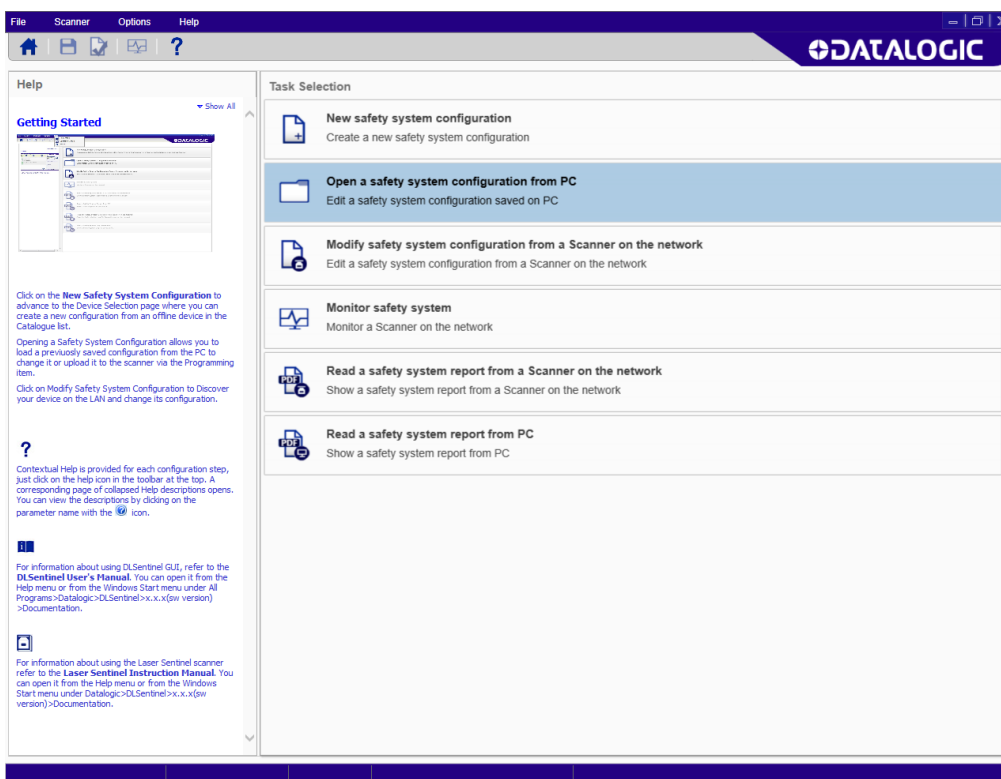 File Scanner Options Help
?
DATALOGIC
Help
Show All
Getting Started
Click on the New Safety System Configuration to
advance to the Device Selection page where you can
create a new configuration from an offline device in the
Catalogue list.
Opening a Safety System Configuration allows you to
load a previuosly saved configuration from the PC to
change it or upload it to the scanner via the Programming
item.
Click on Modify Safety System Configuration to Discover
your device on the LAN and change its configuration.
?
Contextual Help is provided for each configuration step,
just click on the help icon in the toolbar at the top. A
corresponding page of collapsed Help descriptions opens.
You can view the descriptions by clicking on the
parameter name with the ? icon.
For information about using DLSentinel GUI, refer to the
DLSentinel User's Manual. You can open it from the
Help menu or from the Windows Start menu under All
Programs>Datalogic>DLSentinel>x.x.x(sw version)
>Documentation.
For information about using the Laser Sentinel scanner
refer to the Laser Sentinel Instruction Manual. You
can open it from the Help menu or from the Windows
Start menu under Datalogic>DLSentinel>x.x.x(sw
version)>Documentation.
Task Selection
New safety system configuration
Create a new safety system configuration
Open a safety system configuration from PC
Edit a safety system configuration saved on PC
Modify safety system configuration from a Scanner on the network
Edit a safety system configuration from a Scanner on the network
Monitor safety system
Monitor a Scanner on the network
PDF
Read a safety system report from a Scanner on the network
Show a safety system report from a Scanner on the network
PDF
Read a safety system report from PC
Show a safety system report from PC